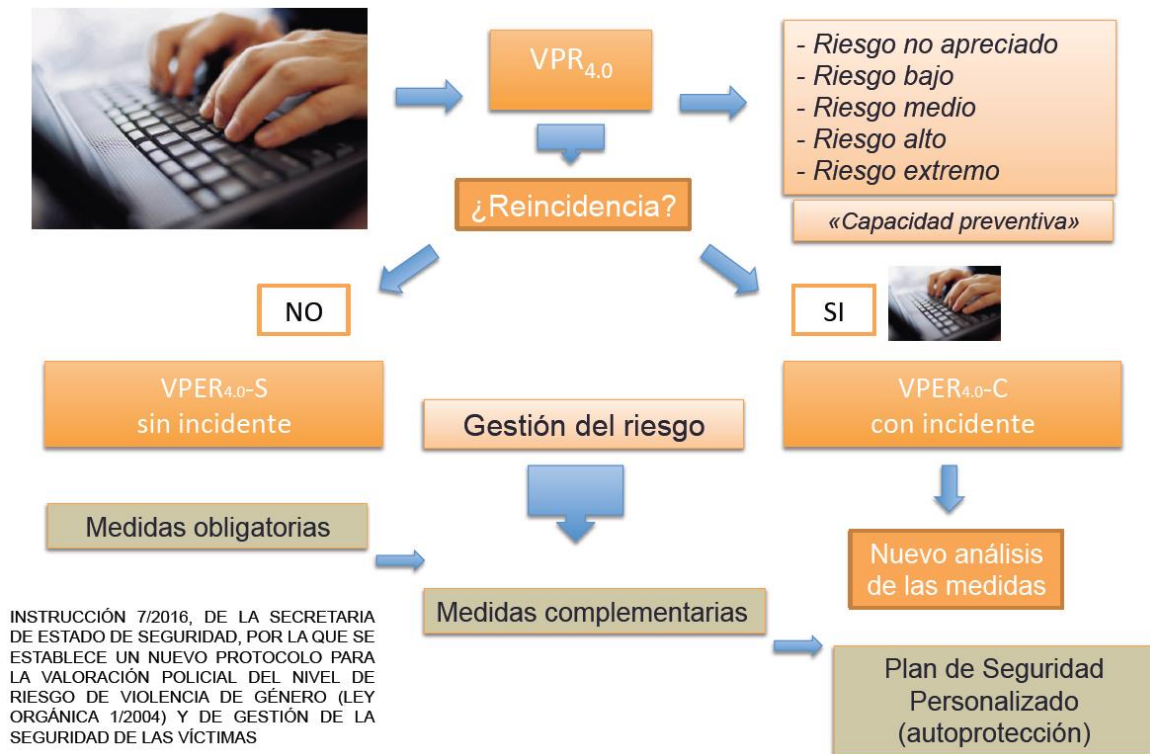 VPR4.0
- Riesgo no apreciado
- Riesgo bajo
- Riesgo medio
- Riesgo alto
- Riesgo extremo
«Capacidad preventiva»
¿Reincidencia?
NO
SI
VPER4.0-S
sin incidente
Gestión del riesgo
VPER4.0-C
con incidente
Medidas obligatorias
Nuevo análisis
de las medidas
Medidas complementarias
INSTRUCCIÓN 7/2016, DE LA SECRETARIA
DE ESTADO DE SEGURIDAD, POR LA QUE SE
ESTABLECE UN NUEVO PROTOCOLO PARA
LA VALORACIÓN POLICIAL DEL NIVEL DE
RIESGO DE VIOLENCIA DE GÉNERO (LEY
ORGÁNICA 1/2004) Y DE GESTIÓN DE LA
SEGURIDAD DE LAS VÍCTIMAS
Plan de Seguridad
Personalizado
(autoprotección)